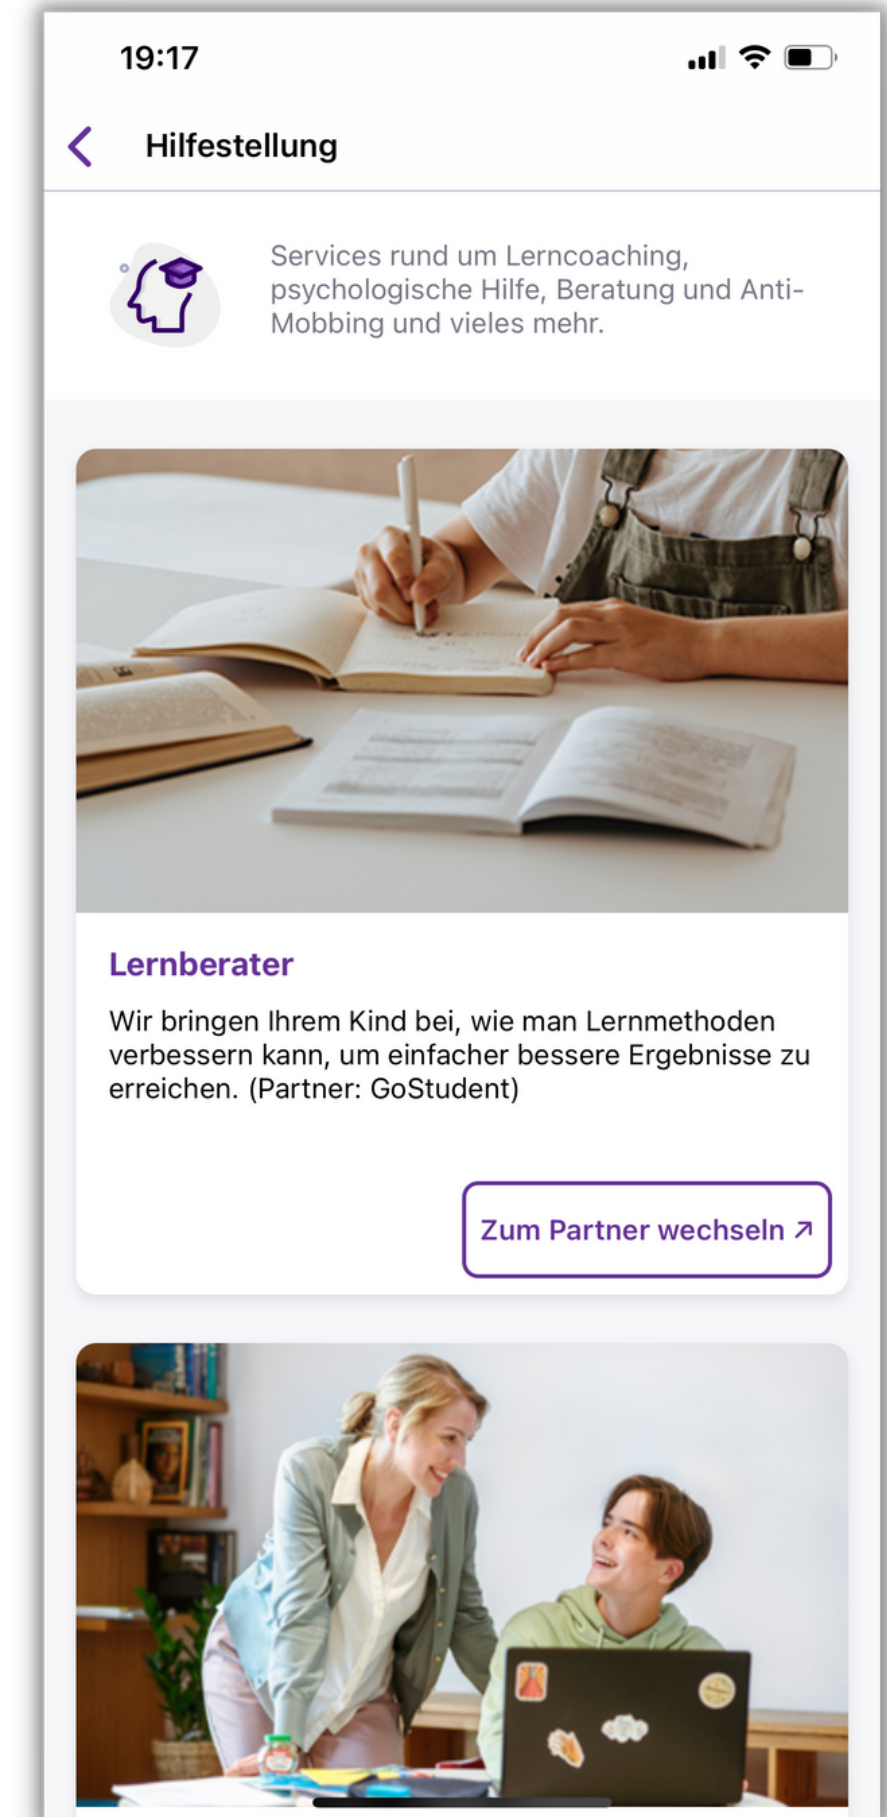 19:17
Hilfestellung
Services rund um Lerncoaching,
psychologische Hilfe, Beratung und Anti-
Mobbing und vieles mehr.
Lernberater
Wir bringen Ihrem Kind bei, wie man Lernmethoden
verbessern kann, um einfacher bessere Ergebnisse zu
erreichen. (Partner: GoStudent)
Zum Partner wechseln ↗